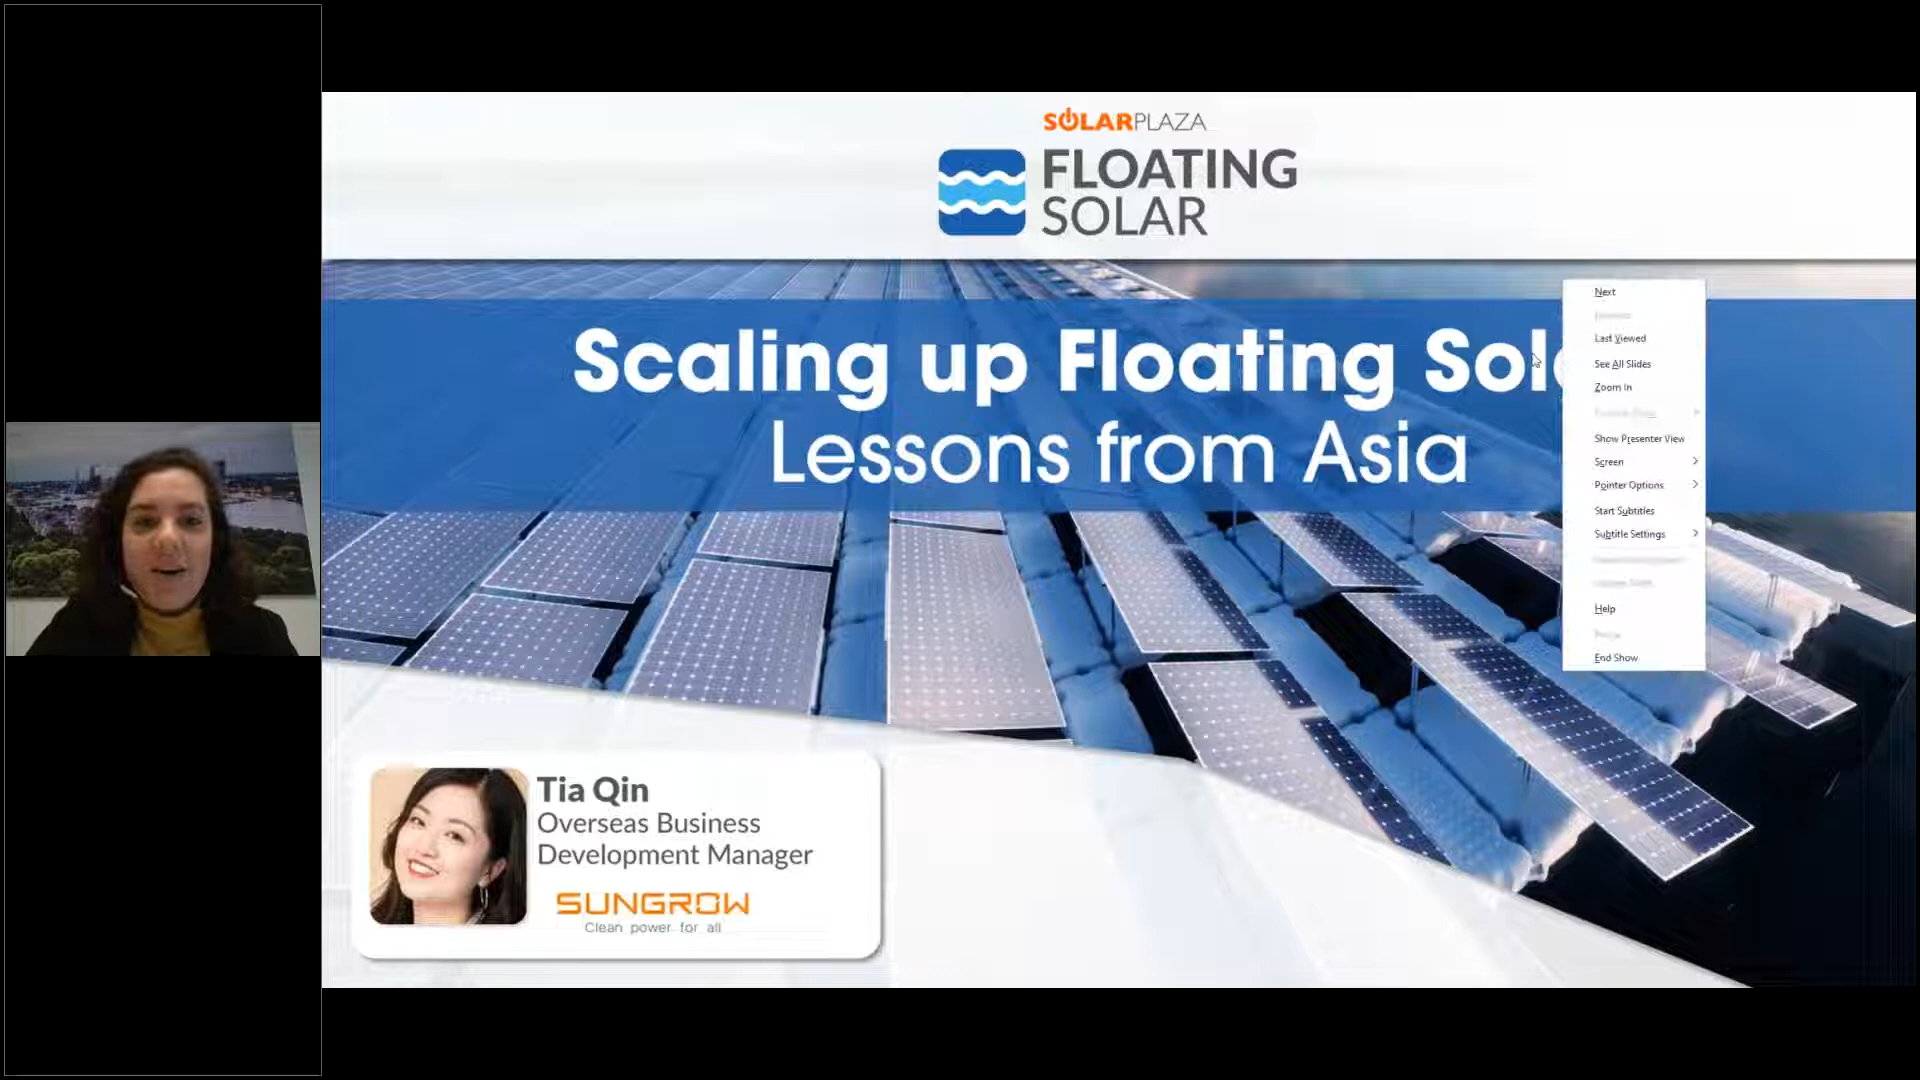 SOLARPLAZA
FLOATING
SOLAR
Scaling up Floating Sol
Lessons from Asia
Next
Last Viewed
See All Slides
Zoom In
Show Presenter View
Screen
Pointer Options
Start Subtitles
Subtitle Settings
Help
End Show
Tia Qin
Overseas Business
Development Manager
SUNGROW
Clean power for all